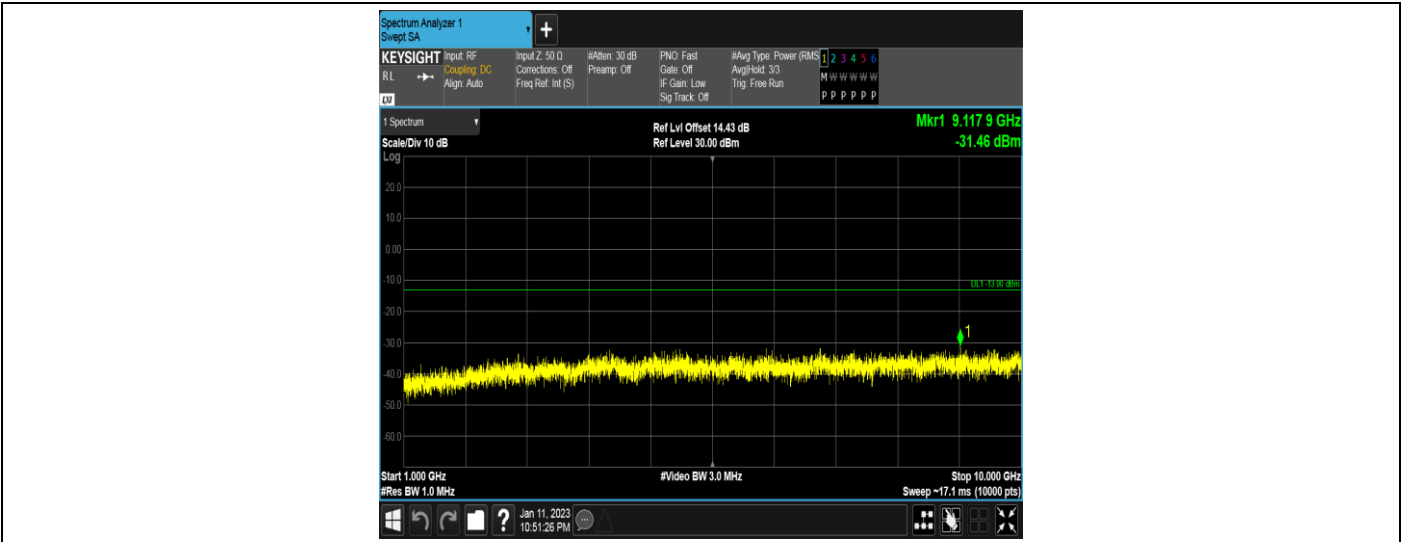 Spectrum Analyzer 1
Swept SA
+
KEYSIGHT Input: RF Input Z: 50 Ω #Atten: 30 dB PNO: Fast #Avg Type: Power (RMS 1 2 3 4 5 6
RL Coupling: DC Corrections: Off Preamp: Off Gate: Off Avg|Hold: 3/3 M W W W W W
Align: Auto Freq Ref: Int (S) IF Gain: Low Trig: Free Run
Sig Track: Off P P P P P P
LXI
1 Spectrum Ref Lvl Offset 14.43 dB Mkr1 9.117 9 GHz
Scale/Div 10 dB Ref Level 30.00 dBm -31.46 dBm
Log
20.0
10.0
0.00
-10.0
DL1 -13.00 dBm
-20.0
1
-30.0
-40.0
-50.0
-60.0
Start 1.000 GHz #Video BW 3.0 MHz Stop 10.000 GHz
#Res BW 1.0 MHz Sweep ~17.1 ms (10000 pts)
? Jan 11, 2023
10:51:26 PM